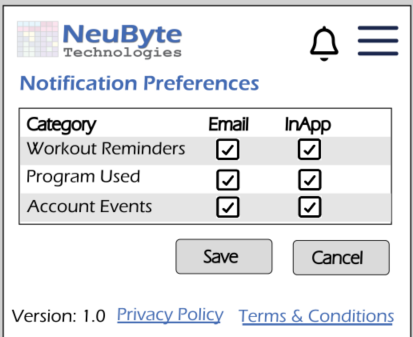 NeuByte
Technologies
Notification Preferences
Category Email InApp
Workout Reminders
Program Used
Account Events
Save Cancel
Version: 1.0 Privacy Policy Terms & Conditions